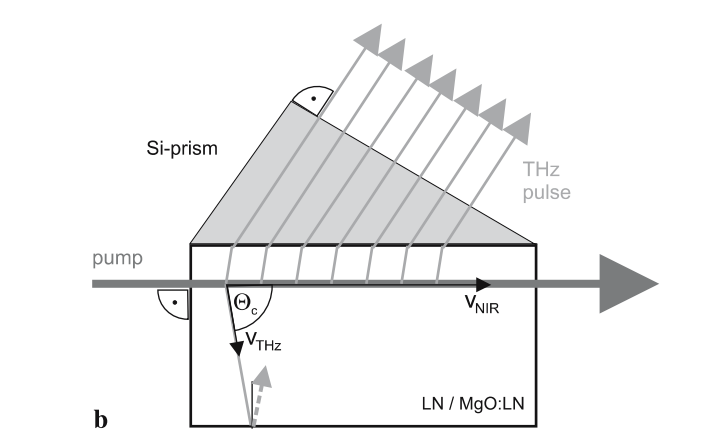 Si-prism
THz
pulse
pump
Θc
vNIR
vTHz
LN / MgO:LN
b